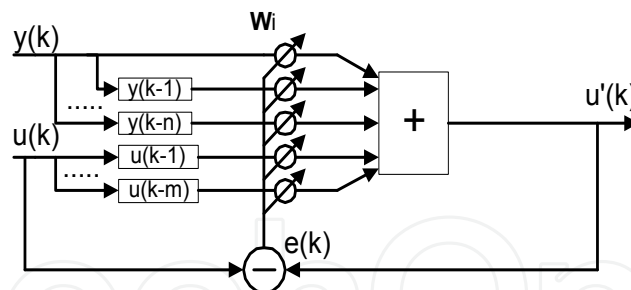 Wi
y(k)
y(k-1)
.....
y(k-n)
u(k)
u(k-1)
.....
u(k-m)
+
u'(k)
e(k)
−